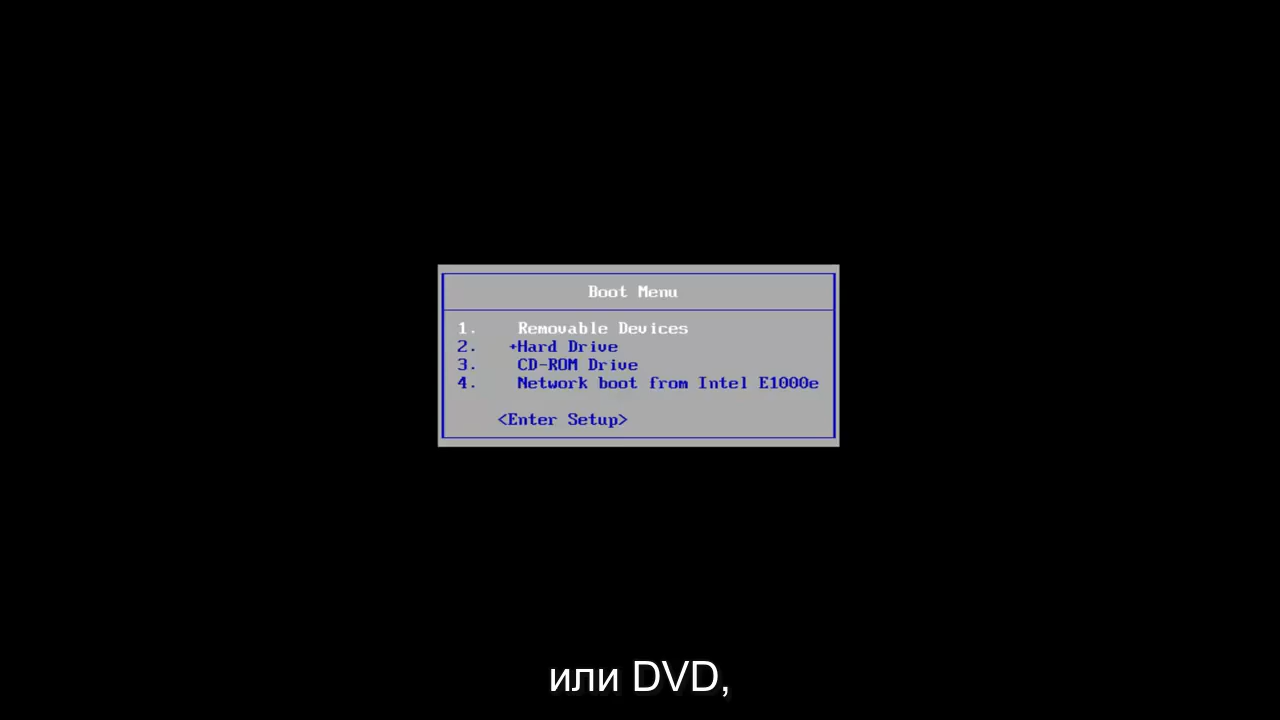 Boot Menu
1. Removable Devices
2. +Hard Drive
3. CD-ROM Drive
4. Network boot from Intel E1000e
<Enter Setup>
или DVD,